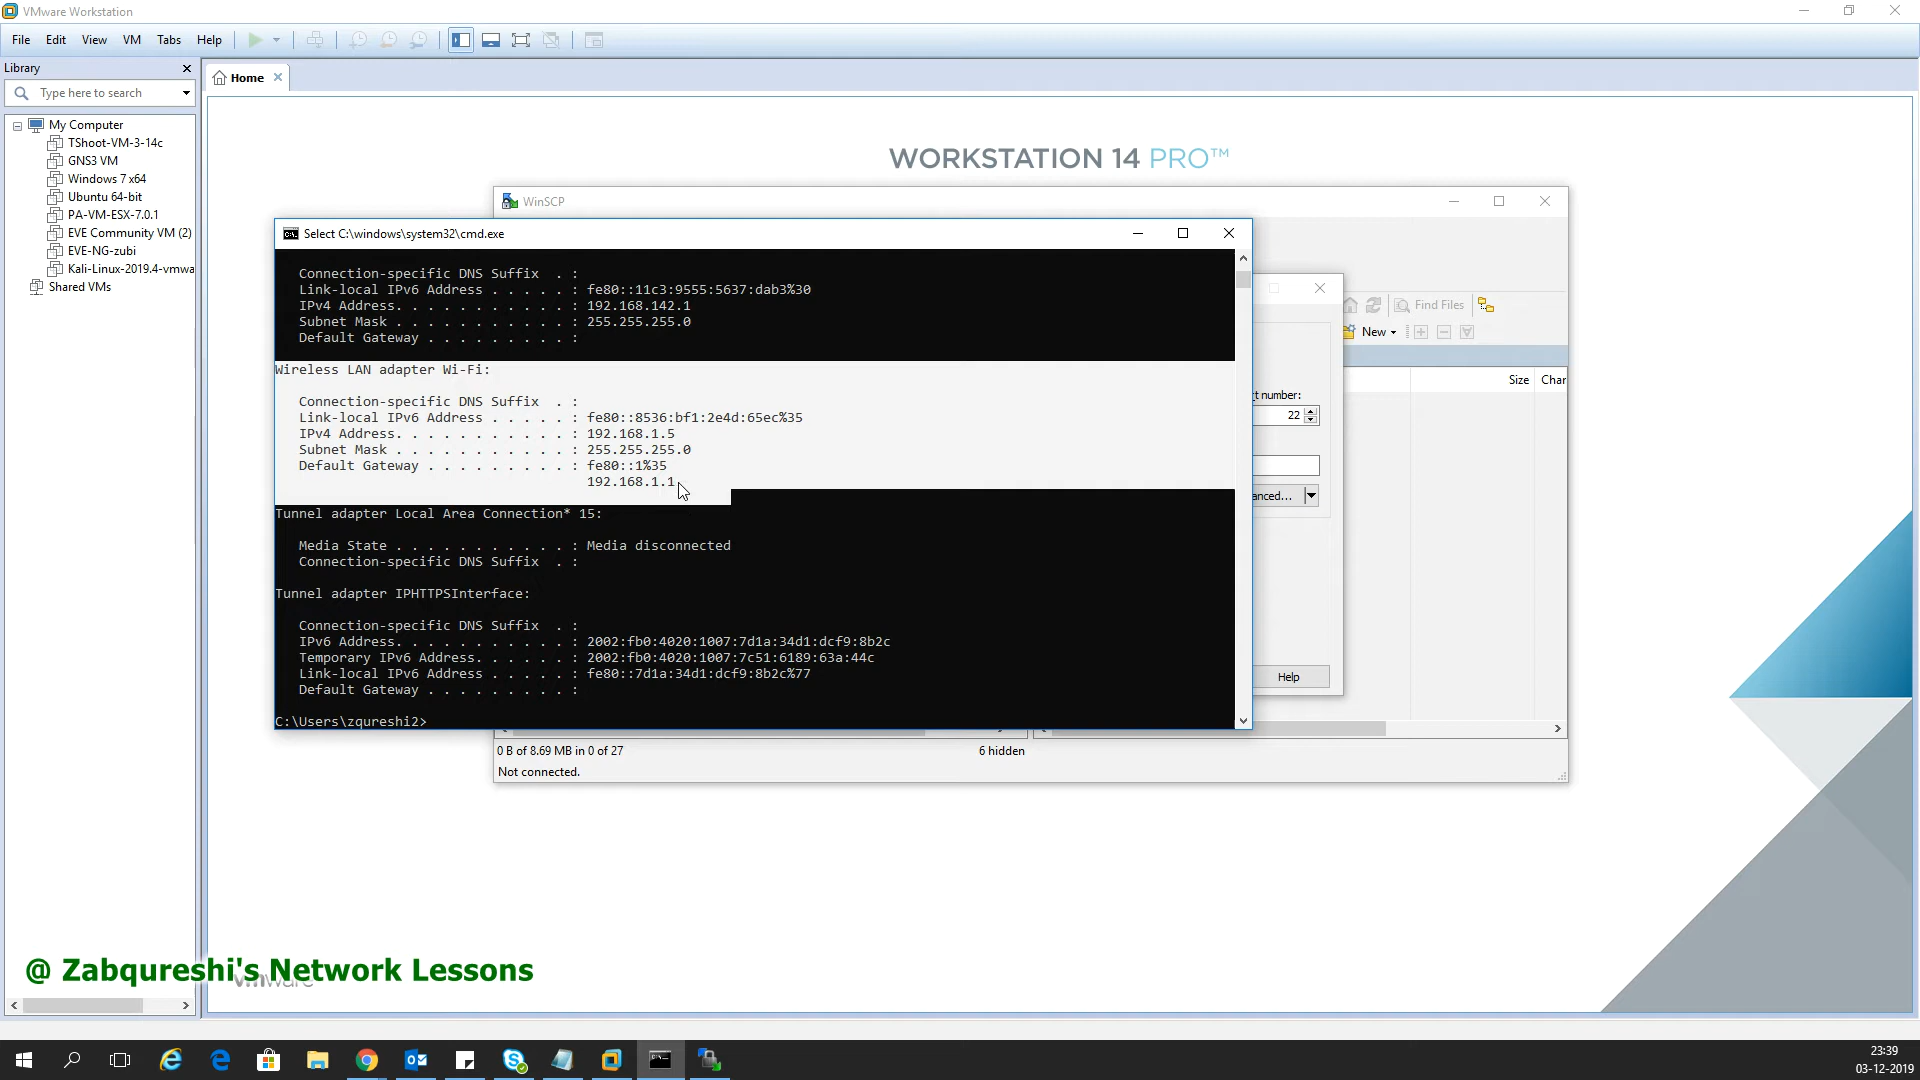 VMware Workstation
File Edit View VM Tabs Help
Library
Home
Type here to search
My Computer
TShoot-VM-3-14c
GNS3 VM
Windows 7 x64
Ubuntu 64-bit
PA-VM-ESX-7.0.1
EVE Community VM (2)
EVE-NG-zubi
Kali-Linux-2019.4-vmwa
Shared VMs
WORKSTATION 14 PRO™
WinSCP
Select C:\windows\system32\cmd.exe
Connection-specific DNS Suffix . :
Link-local IPv6 Address . . . . . : fe80::11c3:9555:5637:dab3%30
IPv4 Address. . . . . . . . . . . : 192.168.142.1
Subnet Mask . . . . . . . . . . . : 255.255.255.0
Default Gateway . . . . . . . . . :
Wireless LAN adapter Wi-Fi:
Connection-specific DNS Suffix . :
Link-local IPv6 Address . . . . . : fe80::8536:bf1:2e4d:65ec%35
IPv4 Address. . . . . . . . . . . : 192.168.1.5
Subnet Mask . . . . . . . . . . . : 255.255.255.0
Default Gateway . . . . . . . . . : fe80::1%35
192.168.1.1
Tunnel adapter Local Area Connection* 15:
Media State . . . . . . . . . . . : Media disconnected
Connection-specific DNS Suffix . :
Tunnel adapter IPHTTPSInterface:
Connection-specific DNS Suffix . :
IPv6 Address. . . . . . . . . . . : 2002:fb0:4020:1007:7d1a:34d1:dcf9:8b2c
Temporary IPv6 Address. . . . . . : 2002:fb0:4020:1007:7c51:6189:63a:44c
Link-local IPv6 Address . . . . . : fe80::7d1a:34d1:dcf9:8b2c%77
Default Gateway . . . . . . . . . :
C:\Users\zqureshi2>
Find Files
New
Size Char
t number:
22
anced...
Help
0 B of 8.69 MB in 0 of 27
6 hidden
Not connected.
@ Zabqureshi's Network Lessons
vmware
23:39
03-12-2019